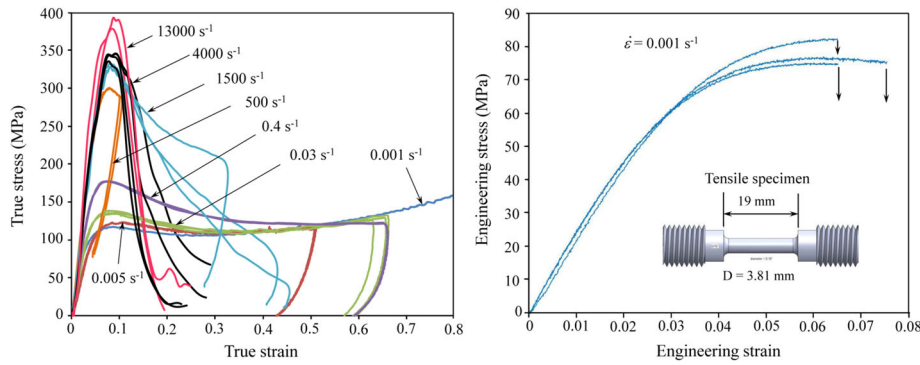 400
350
300
250
200
150
100
50
0
0
0.1
0.2
0.3
0.4
0.5
0.6
0.7
0.8
True stress (MPa)
True strain
13000 s⁻¹
4000 s⁻¹
1500 s⁻¹
500 s⁻¹
0.4 s⁻¹
0.03 s⁻¹
0.001 s⁻¹
0.005 s⁻¹
90
80
70
60
50
40
30
20
10
0
0
0.01
0.02
0.03
0.04
0.05
0.06
0.07
0.08
Engineering stress (MPa)
Engineering strain
ε̇ = 0.001 s⁻¹
Tensile specimen
19 mm
D = 3.81 mm